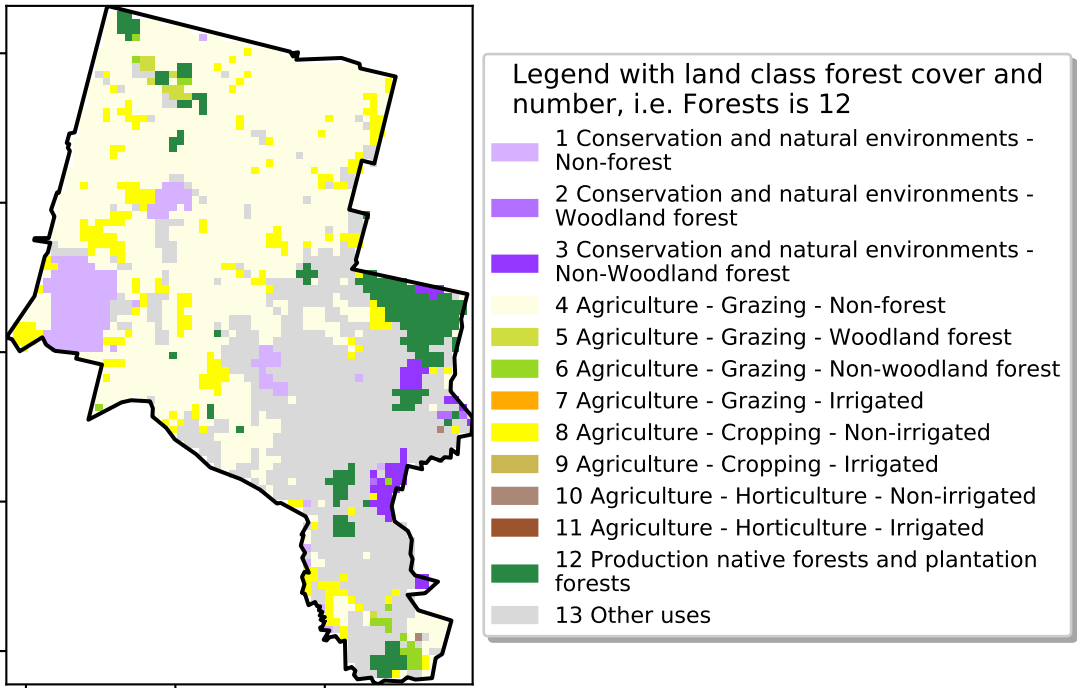 Legend with land class forest cover and
number, i.e. Forests is 12
1 Conservation and natural environments -
Non-forest
2 Conservation and natural environments -
Woodland forest
3 Conservation and natural environments -
Non-Woodland forest
4 Agriculture - Grazing - Non-forest
5 Agriculture - Grazing - Woodland forest
6 Agriculture - Grazing - Non-woodland forest
7 Agriculture - Grazing - Irrigated
8 Agriculture - Cropping - Non-irrigated
9 Agriculture - Cropping - Irrigated
10 Agriculture - Horticulture - Non-irrigated
11 Agriculture - Horticulture - Irrigated
12 Production native forests and plantation
forests
13 Other uses